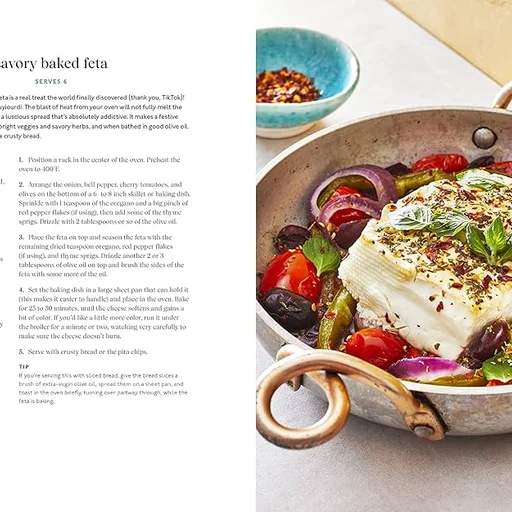 savory baked feta
SERVES 6
feta is a real treat the world finally discovered (thank you, TikTok)!
The blast of heat from your oven will not fully melt the
a luscious spread that's absolutely addictive. It makes a festive
bright veggies and savory herbs, and when bathed in good olive oil.
crusty bread.
1. Position a rack in the center of the oven. Preheat the
oven to 400°F.
2. Arrange the onion, bell pepper, cherry tomatoes, and
olives on the bottom of a 6- to 8-inch skillet or baking dish.
Sprinkle with 1 teaspoon of the oregano and a big pinch of
red pepper flakes (if using), then add some of the thyme
sprigs. Drizzle with 2 tablespoons or so of the olive oil.
3. Place the feta on top and season the feta with the
remaining dried teaspoon oregano, red pepper flakes
(if using), and thyme sprigs. Drizzle another 2 or 3
tablespoons of olive oil on top and brush the sides of the
feta with some more of the oil.
4. Set the baking dish in a large sheet pan that can hold it
(this makes it easier to handle) and place in the oven. Bake
for 25 to 30 minutes, until the cheese softens and gains a
bit of color. If you'd like a little more color, run it under
the broiler for a minute or two, watching very carefully to
make sure the cheese doesn't burn.
5. Serve with crusty bread or the pita chips.
TIP
If you're serving this with sliced bread, give the bread slices a
brush of extra-virgin olive oil, spread them on a sheet pan, and
toast in the oven briefly, turning over partway through, while the
feta is baking.